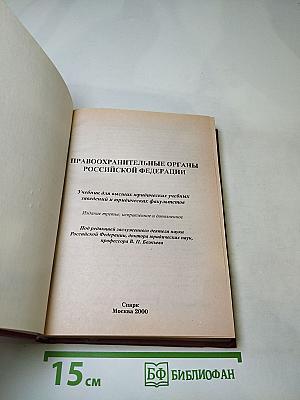 ПРАВООХРАНИТЕЛЬНЫЕ ОРГАНЫ
РОССИЙСКОЙ ФЕДЕРАЦИИ
Учебник для высших юридических учебных
заведений и юридических факультетов
Издание третье, исправленное и дополненное
Под редакцией заслуженного деятеля науки
Российской Федерации, доктора юридических наук,
профессора В. П. Божьева
Спарк
Москва 2000
15 см
БФ БИБЛИОФАН